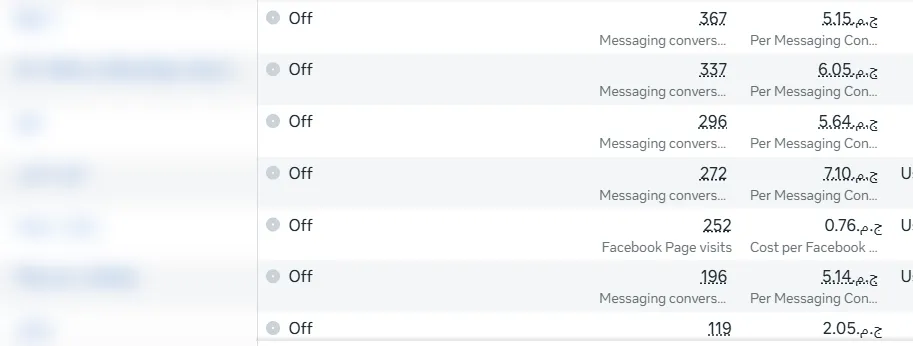 Off 367 ج.م.5.15
Messaging convers... Per Messaging Con...
Off 337 ج.م.6.05
Messaging convers... Per Messaging Con...
Off 296 ج.م.5.64
Messaging convers... Per Messaging Con...
Off 272 ج.م.7.10
Messaging convers... Per Messaging Con...
Off 252 ج.م.0.76
Facebook Page visits Cost per Facebook ...
Off 196 ج.م.5.14
Messaging convers... Per Messaging Con...
Off 119 ج.م.2.05